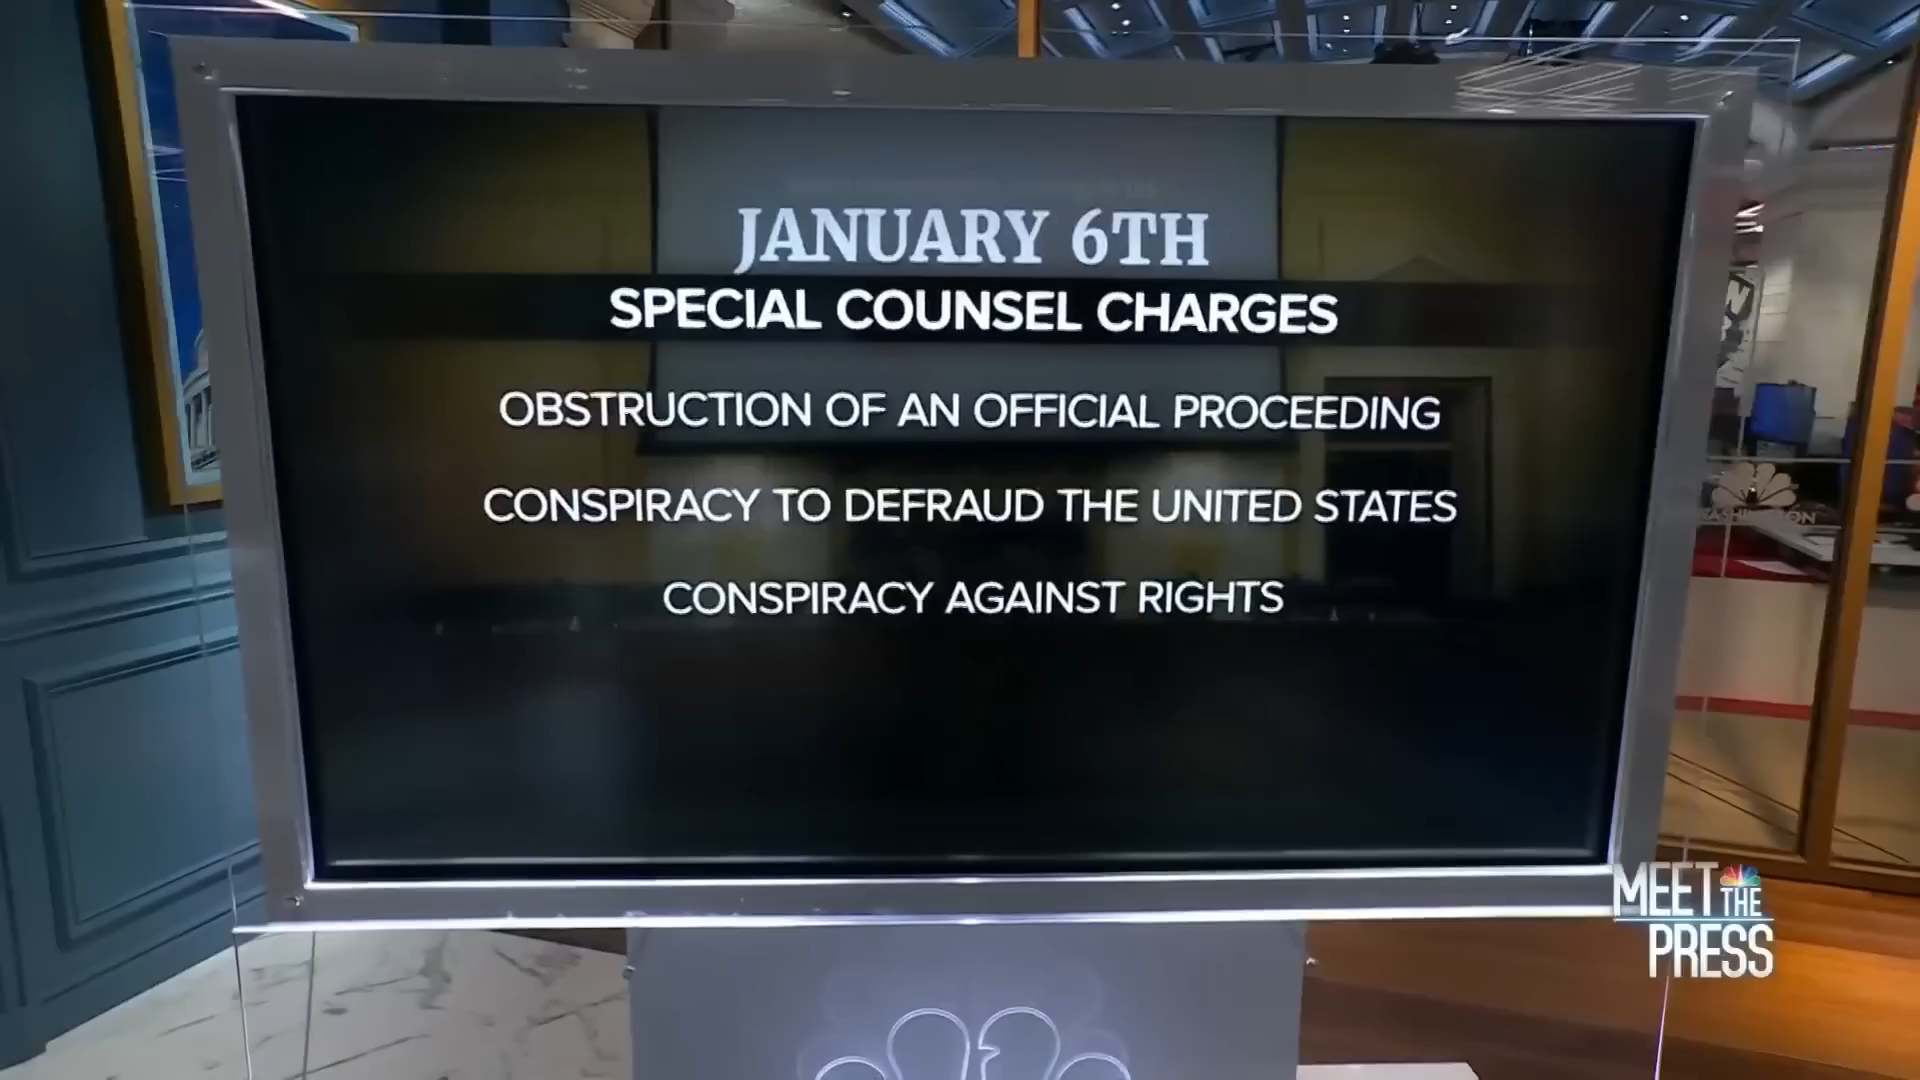 JANUARY 6TH
SPECIAL COUNSEL CHARGES
OBSTRUCTION OF AN OFFICIAL PROCEEDING
CONSPIRACY TO DEFRAUD THE UNITED STATES
CONSPIRACY AGAINST RIGHTS
WASHINGTON
MEET THE
PRESS